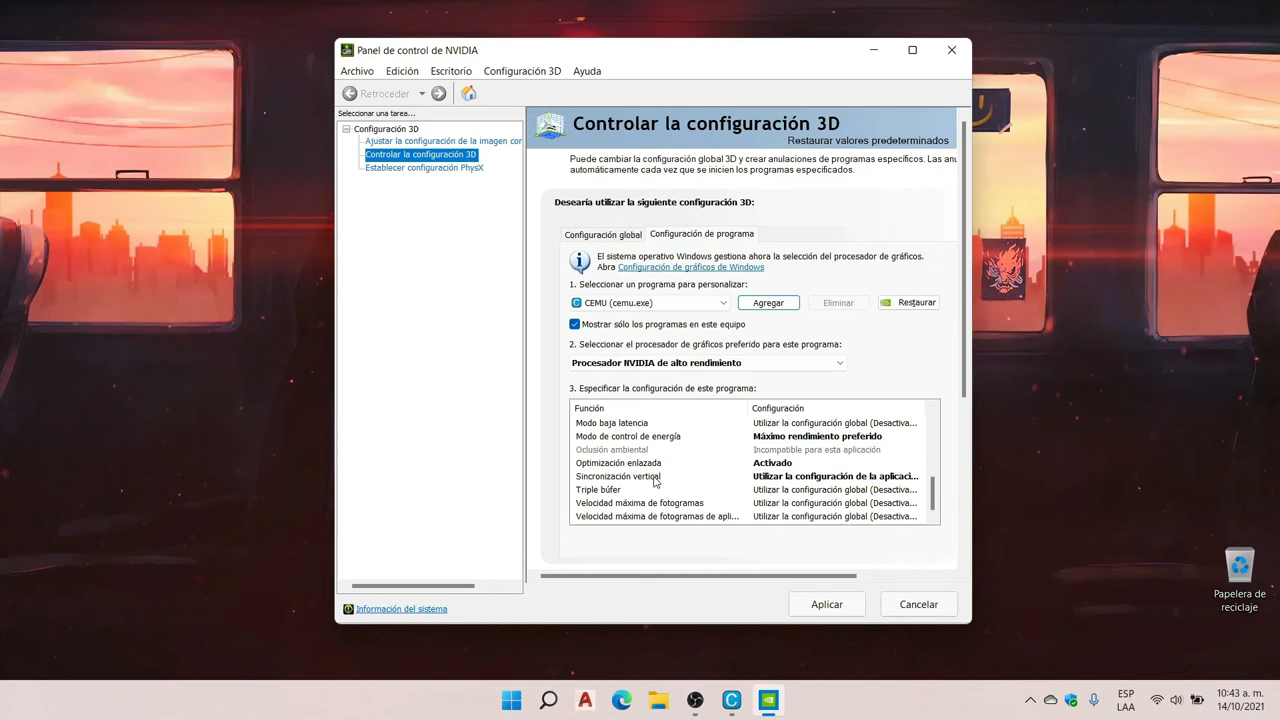 Panel de control de NVIDIA
Archivo Edición Escritorio Configuración 3D Ayuda
Retroceder
Seleccionar una tarea...
Configuración 3D
Ajustar la configuración de la imagen cor
Controlar la configuración 3D
Establecer configuración PhysX
Información del sistema
Controlar la configuración 3D
Restaurar valores predeterminados
Puede cambiar la configuración global 3D y crear anulaciones de programas específicos. Las anu
automáticamente cada vez que se inicien los programas especificados.
Desearía utilizar la siguiente configuración 3D:
Configuración global Configuración de programa
El sistema operativo Windows gestiona ahora la selección del procesador de gráficos.
Abra Configuración de gráficos de Windows
1. Seleccionar un programa para personalizar:
CEMU (cemu.exe) Agregar Eliminar Restaurar
Mostrar sólo los programas en este equipo
2. Seleccionar el procesador de gráficos preferido para este programa:
Procesador NVIDIA de alto rendimiento
3. Especificar la configuración de este programa:
Función Configuración
Modo baja latencia Utilizar la configuración global (Desactiva...
Modo de control de energía Máximo rendimiento preferido
Oclusión ambiental Incompatible para esta aplicación
Optimización enlazada Activado
Sincronización vertical Utilizar la configuración de la aplicaci...
Triple búfer Utilizar la configuración global (Desactiva...
Velocidad máxima de fotogramas Utilizar la configuración global (Desactiva...
Velocidad máxima de fotogramas de apli... Utilizar la configuración global (Desactiva...
Aplicar Cancelar
Papelera de
reciclaje
ESP
LAA
10:43 a. m.
14/10/2021